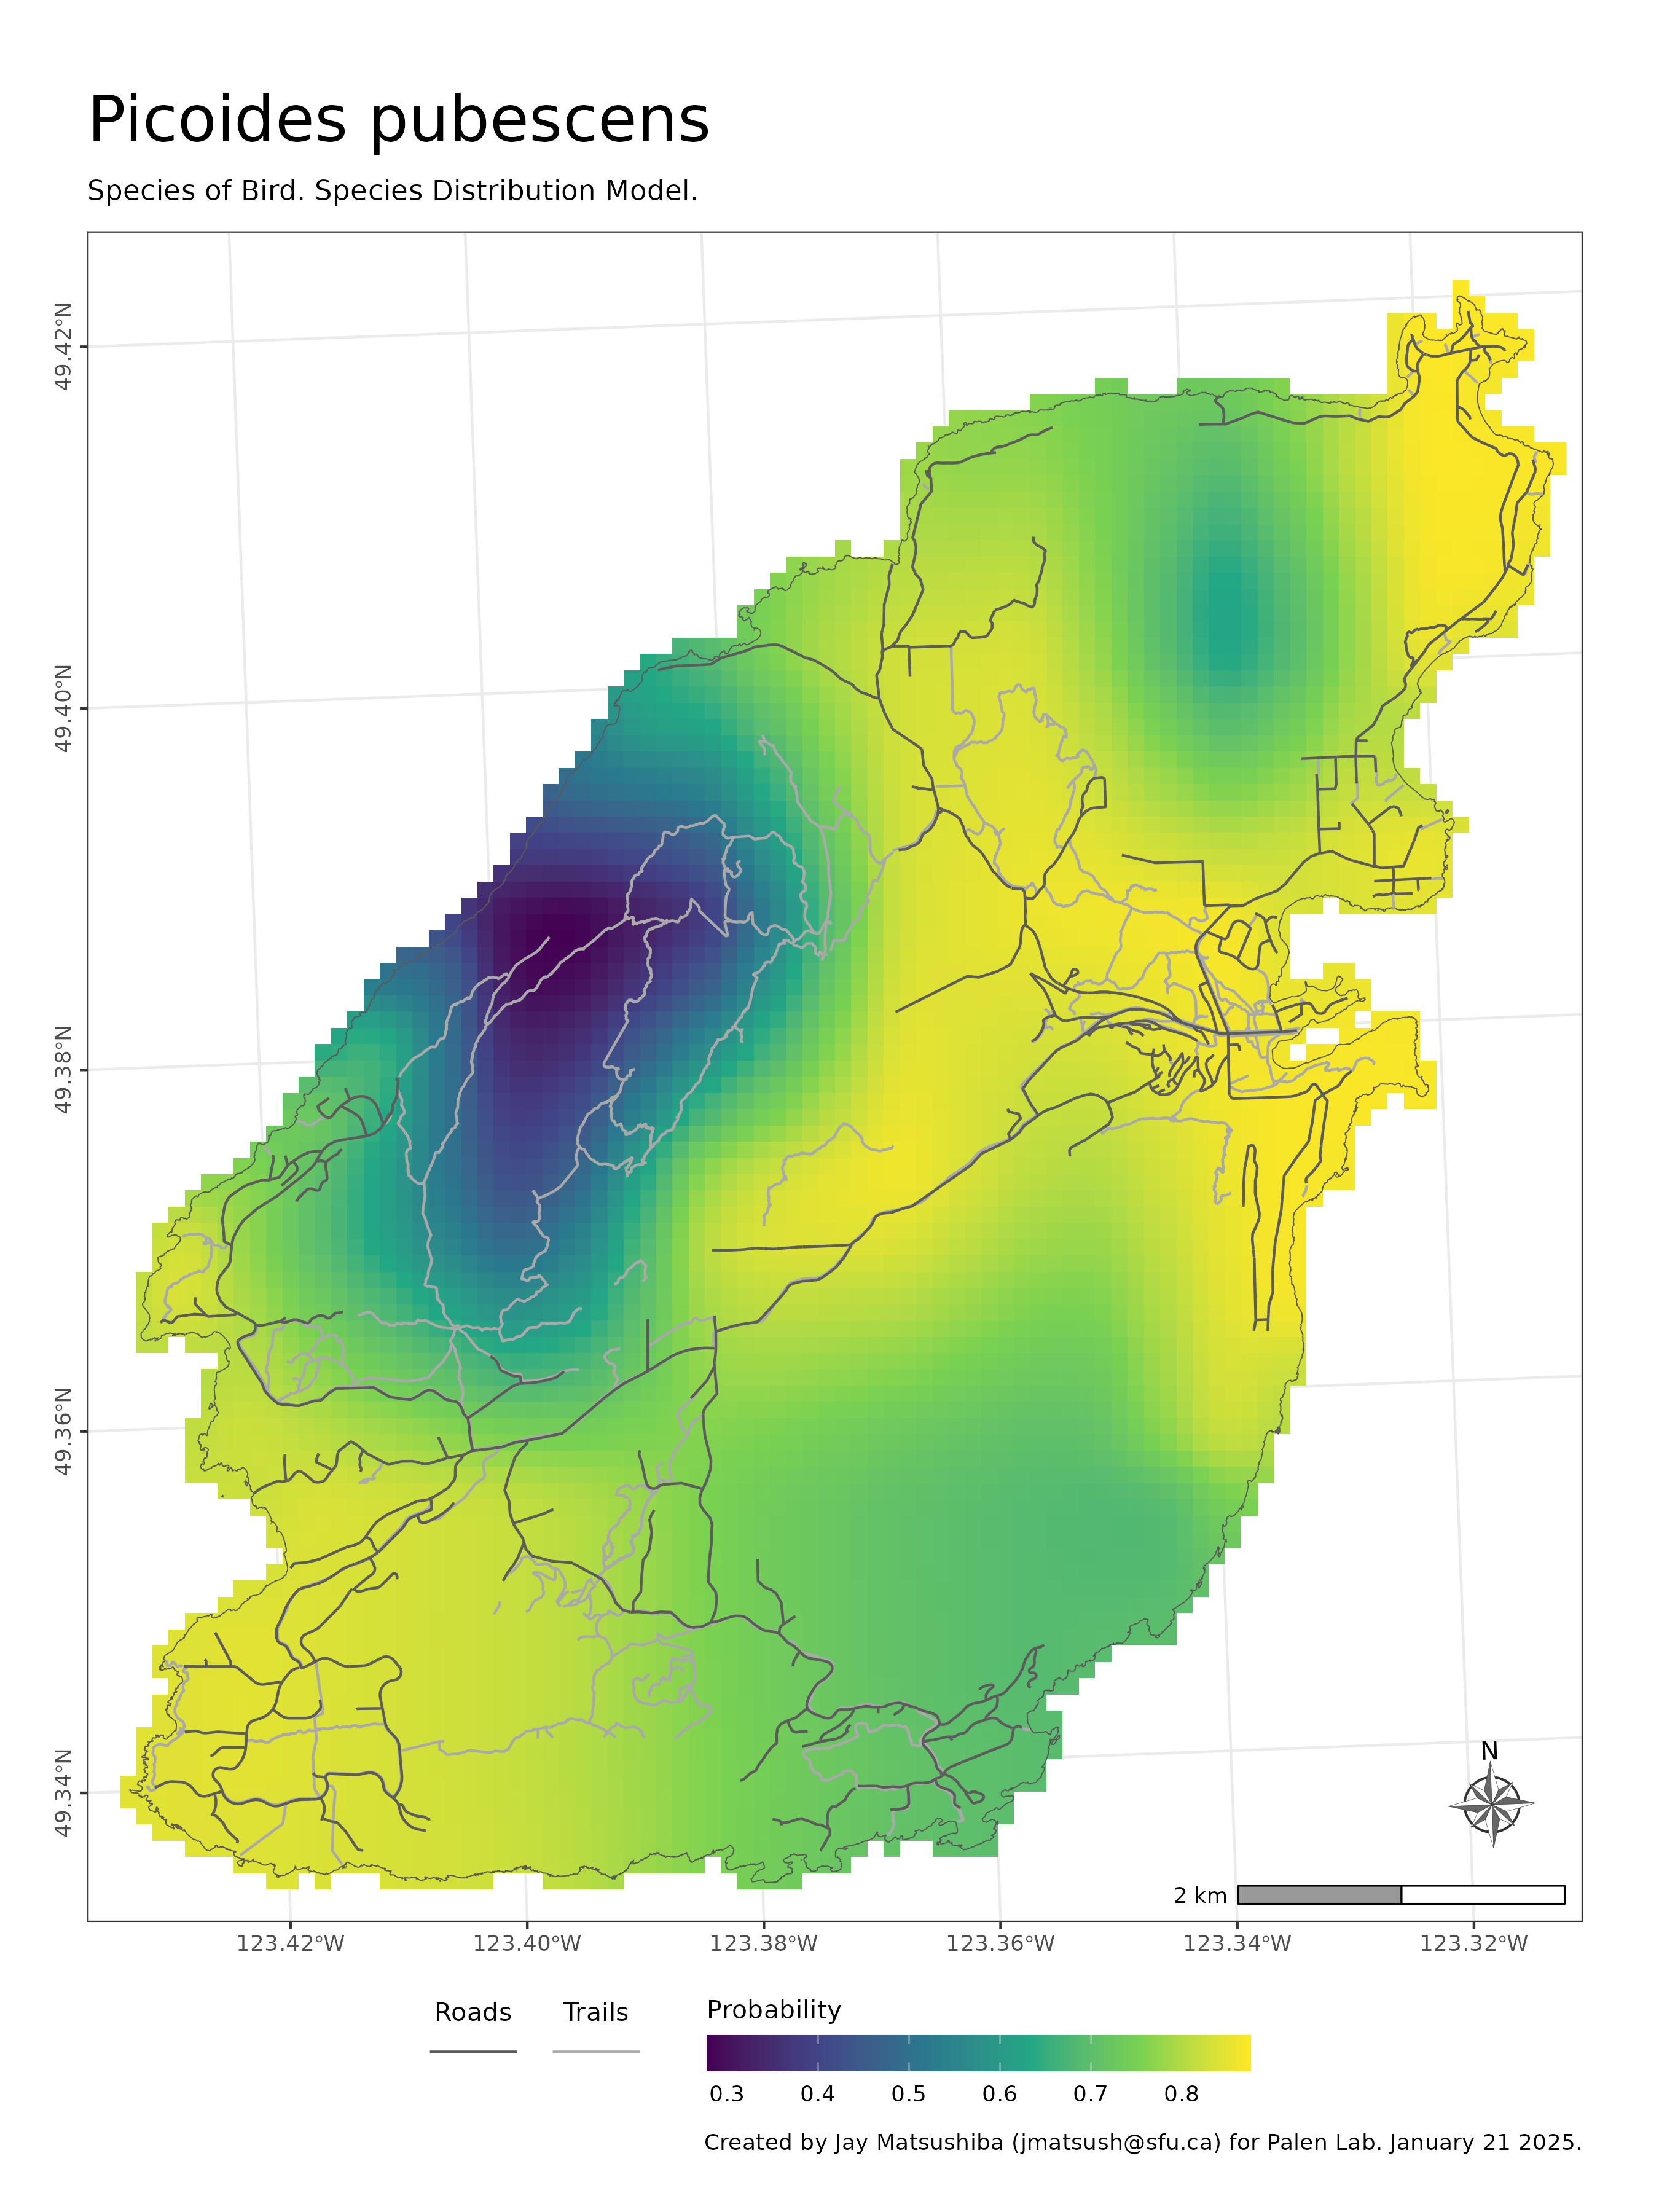 Picoides pubescens
Species of Bird. Species Distribution Model.
49.42°N
49.40°N
49.38°N
49.36°N
49.34°N
N
2 km
123.42°W 123.40°W 123.38°W 123.36°W 123.34°W 123.32°W
Roads Trails Probability
0.3 0.4 0.5 0.6 0.7 0.8
Created by Jay Matsushiba (jmatsush@sfu.ca) for Palen Lab. January 21 2025.